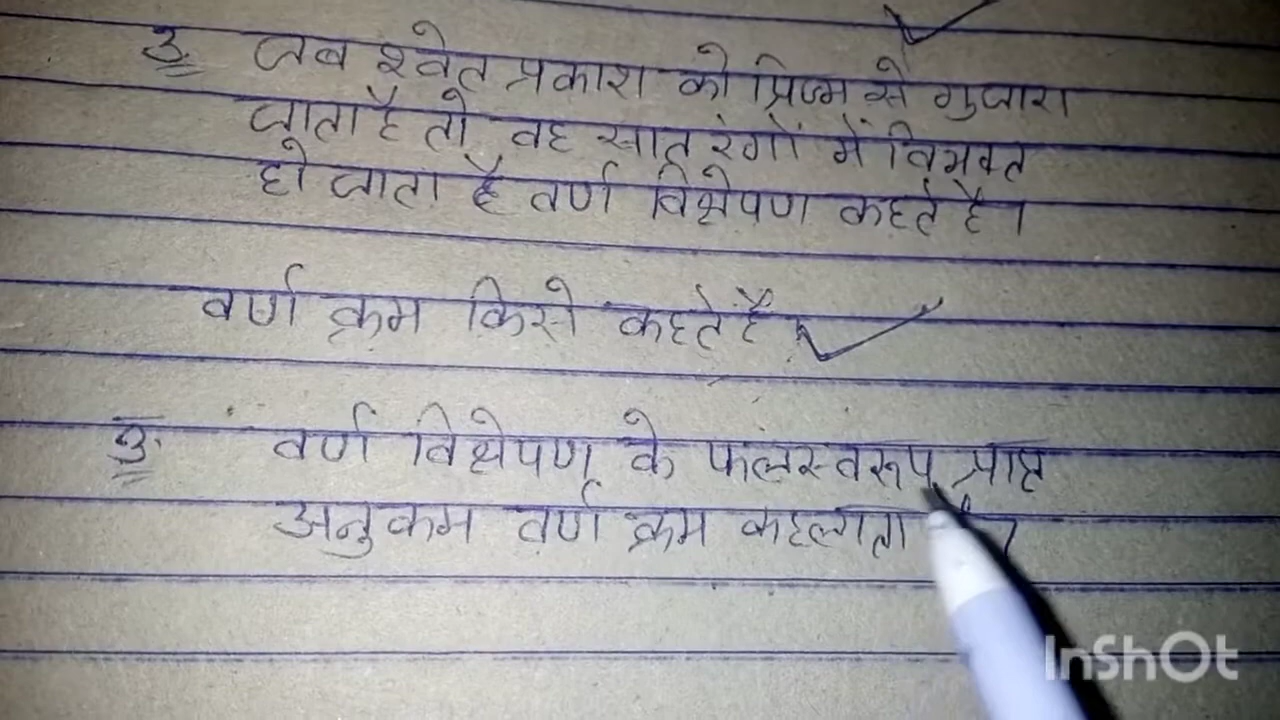 उ. जब श्वेत प्रकाश को प्रिज्म से गुजारा
जाता है तो वह सात रंगों में विभक्त
हो जाता है वर्ण विक्षेपण कहते है।
वर्ण क्रम किसे कहते है
उ. वर्ण विक्षेपण के फलस्वरूप प्राप्त
अनुक्रम वर्ण क्रम कहलाता
InShOt